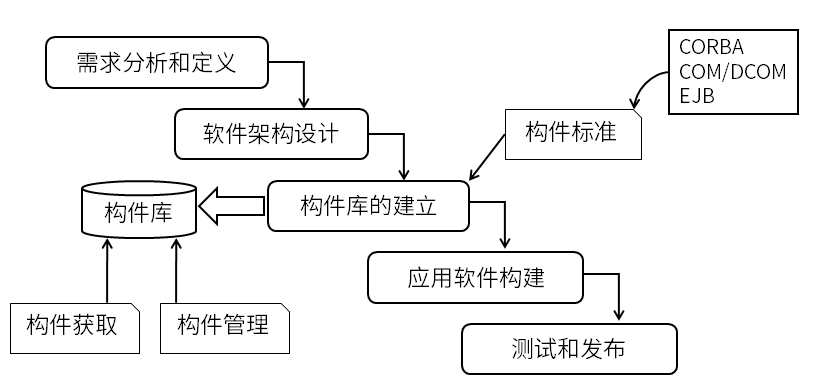 需求分析和定义
CORBA
COM/DCOM
EJB
软件架构设计
构件标准
构件库
构件库的建立
应用软件构建
构件获取
构件管理
测试和发布